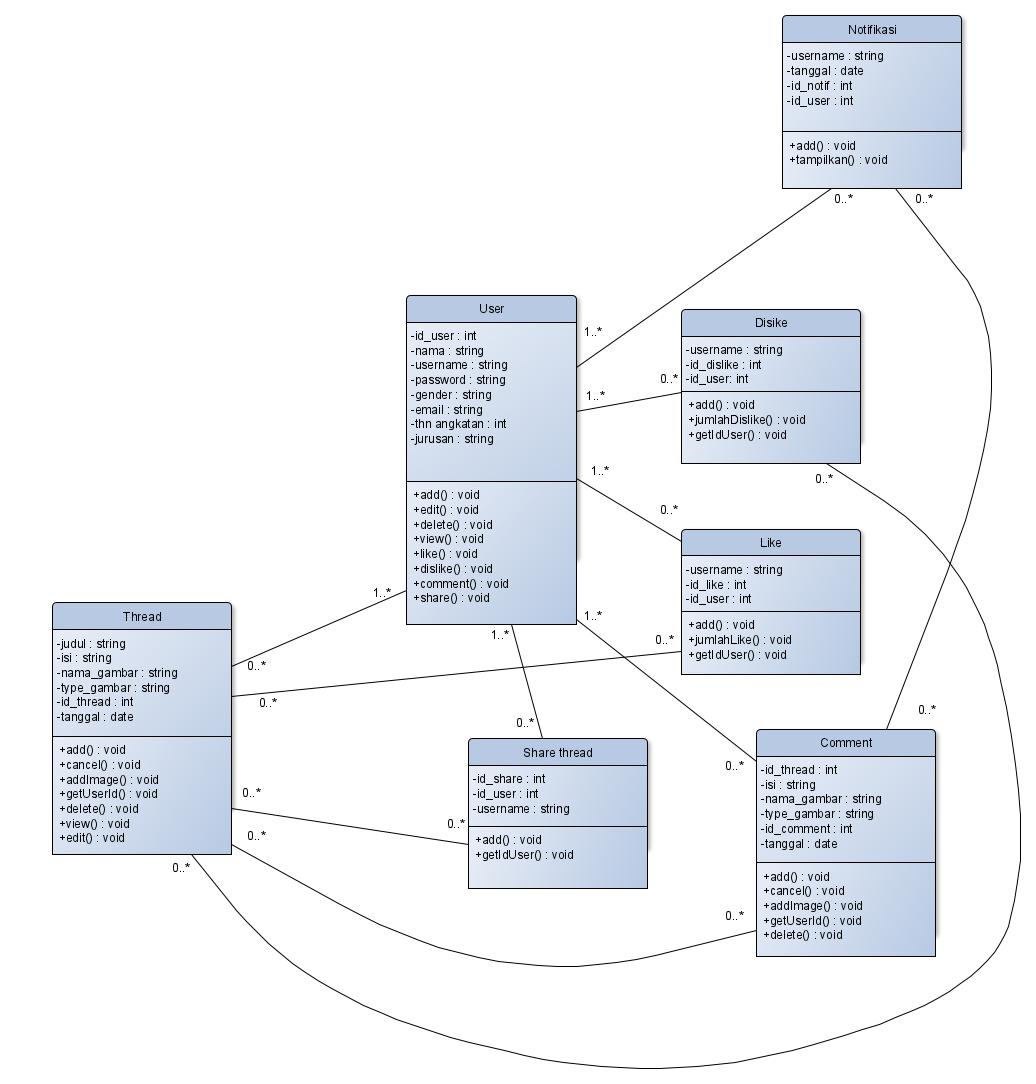 Notifikasi
-username : string
-tanggal : date
-id_notif : int
-id_user : int
+add() : void
+tampilkan() : void
0..*
0..*
User
-id_user : int
-nama : string
-username : string
-password : string
-gender : string
-email : string
-thn angkatan : int
-jurusan : string
+add() : void
+edit() : void
+delete() : void
+view() : void
+like() : void
+dislike() : void
+comment() : void
+share() : void
1..*
1..*
1..*
1..*
1..*
1..*
Disike
-username : string
-id_dislike : int
-id_user: int
+add() : void
+jumlahDislike() : void
+getIdUser() : void
0..*
0..*
Like
-username : string
-id_like : int
-id_user : int
+add() : void
+jumlahLike() : void
+getIdUser() : void
0..*
0..*
Thread
-judul : string
-isi : string
-nama_gambar : string
-type_gambar : string
-id_thread : int
-tanggal : date
+add() : void
+cancel() : void
+addImage() : void
+getUserId() : void
+delete() : void
+view() : void
+edit() : void
0..*
0..*
0..*
0..*
0..*
Share thread
-id_share : int
-id_user : int
-username : string
+add() : void
+getIdUser() : void
0..*
0..*
Comment
-id_thread : int
-isi : string
-nama_gambar : string
-type_gambar : string
-id_comment : int
-tanggal : date
+add() : void
+cancel() : void
+addImage() : void
+getUserId() : void
+delete() : void
0..*
0..*
0..*